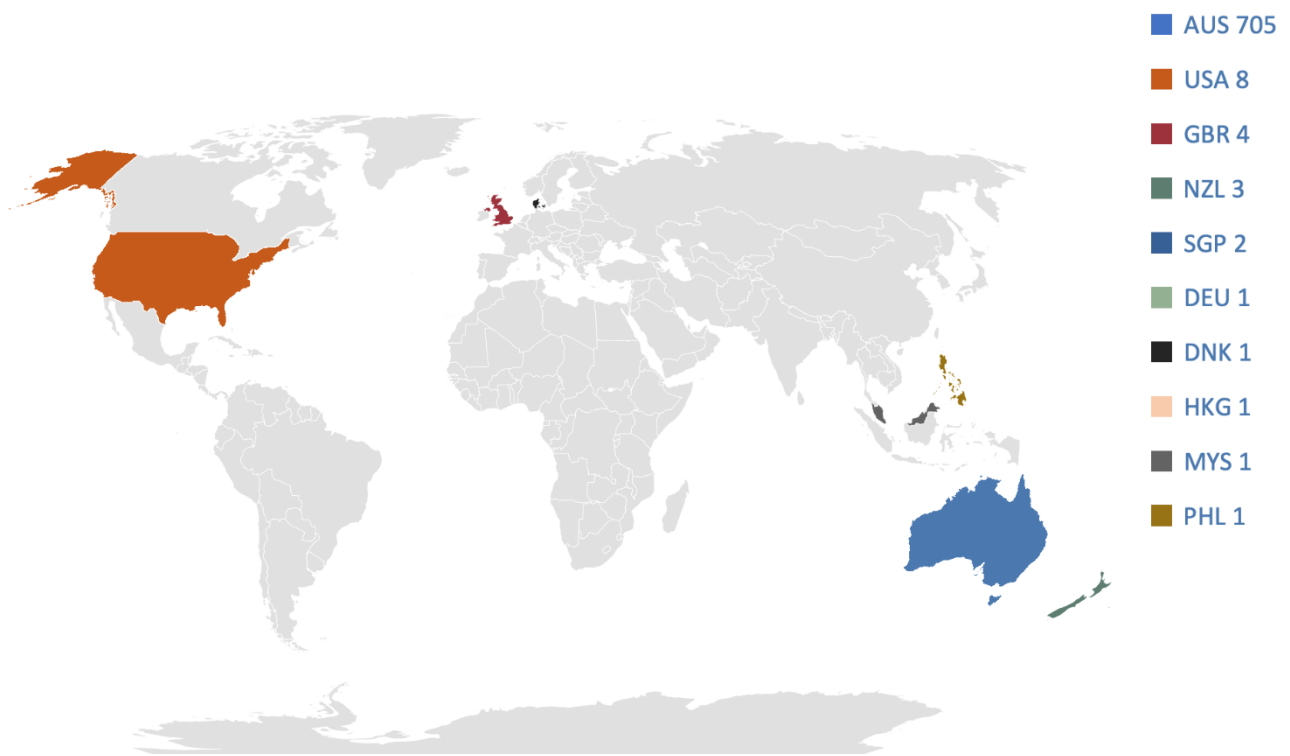 AUS 705
USA 8
GBR 4
NZL 3
SGP 2
DEU 1
DNK 1
HKG 1
MYS 1
PHL 1